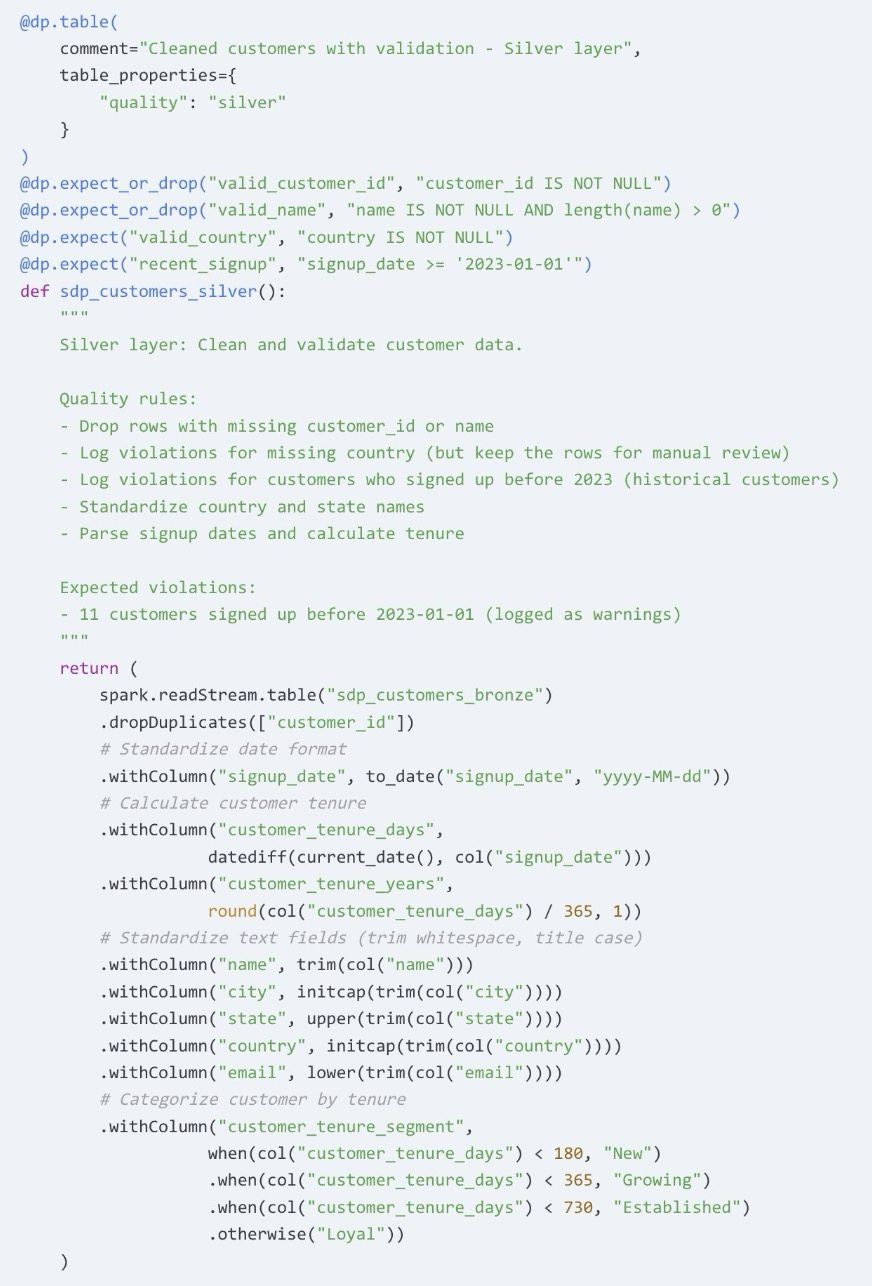 @dp.table(
    comment="Cleaned customers with validation - Silver layer",
    table_properties={
        "quality": "silver"
    }
)
@dp.expect_or_drop("valid_customer_id", "customer_id IS NOT NULL")
@dp.expect_or_drop("valid_name", "name IS NOT NULL AND length(name) > 0")
@dp.expect("valid_country", "country IS NOT NULL")
@dp.expect("recent_signup", "signup_date >= '2023-01-01'")
def sdp_customers_silver():
    """
    Silver layer: Clean and validate customer data.

    Quality rules:
    - Drop rows with missing customer_id or name
    - Log violations for missing country (but keep the rows for manual review)
    - Log violations for customers who signed up before 2023 (historical customers)
    - Standardize country and state names
    - Parse signup dates and calculate tenure

    Expected violations:
    - 11 customers signed up before 2023-01-01 (logged as warnings)
    """
    return (
        spark.readStream.table("sdp_customers_bronze")
        .dropDuplicates(["customer_id"])
        # Standardize date format
        .withColumn("signup_date", to_date("signup_date", "yyyy-MM-dd"))
        # Calculate customer tenure
        .withColumn("customer_tenure_days",
                   datediff(current_date(), col("signup_date")))
        .withColumn("customer_tenure_years",
                   round(col("customer_tenure_days") / 365, 1))
        # Standardize text fields (trim whitespace, title case)
        .withColumn("name", trim(col("name")))
        .withColumn("city", initcap(trim(col("city"))))
        .withColumn("state", upper(trim(col("state"))))
        .withColumn("country", initcap(trim(col("country"))))
        .withColumn("email", lower(trim(col("email"))))
        # Categorize customer by tenure
        .withColumn("customer_tenure_segment",
                   when(col("customer_tenure_days") < 180, "New")
                   .when(col("customer_tenure_days") < 365, "Growing")
                   .when(col("customer_tenure_days") < 730, "Established")
                   .otherwise("Loyal"))
    )